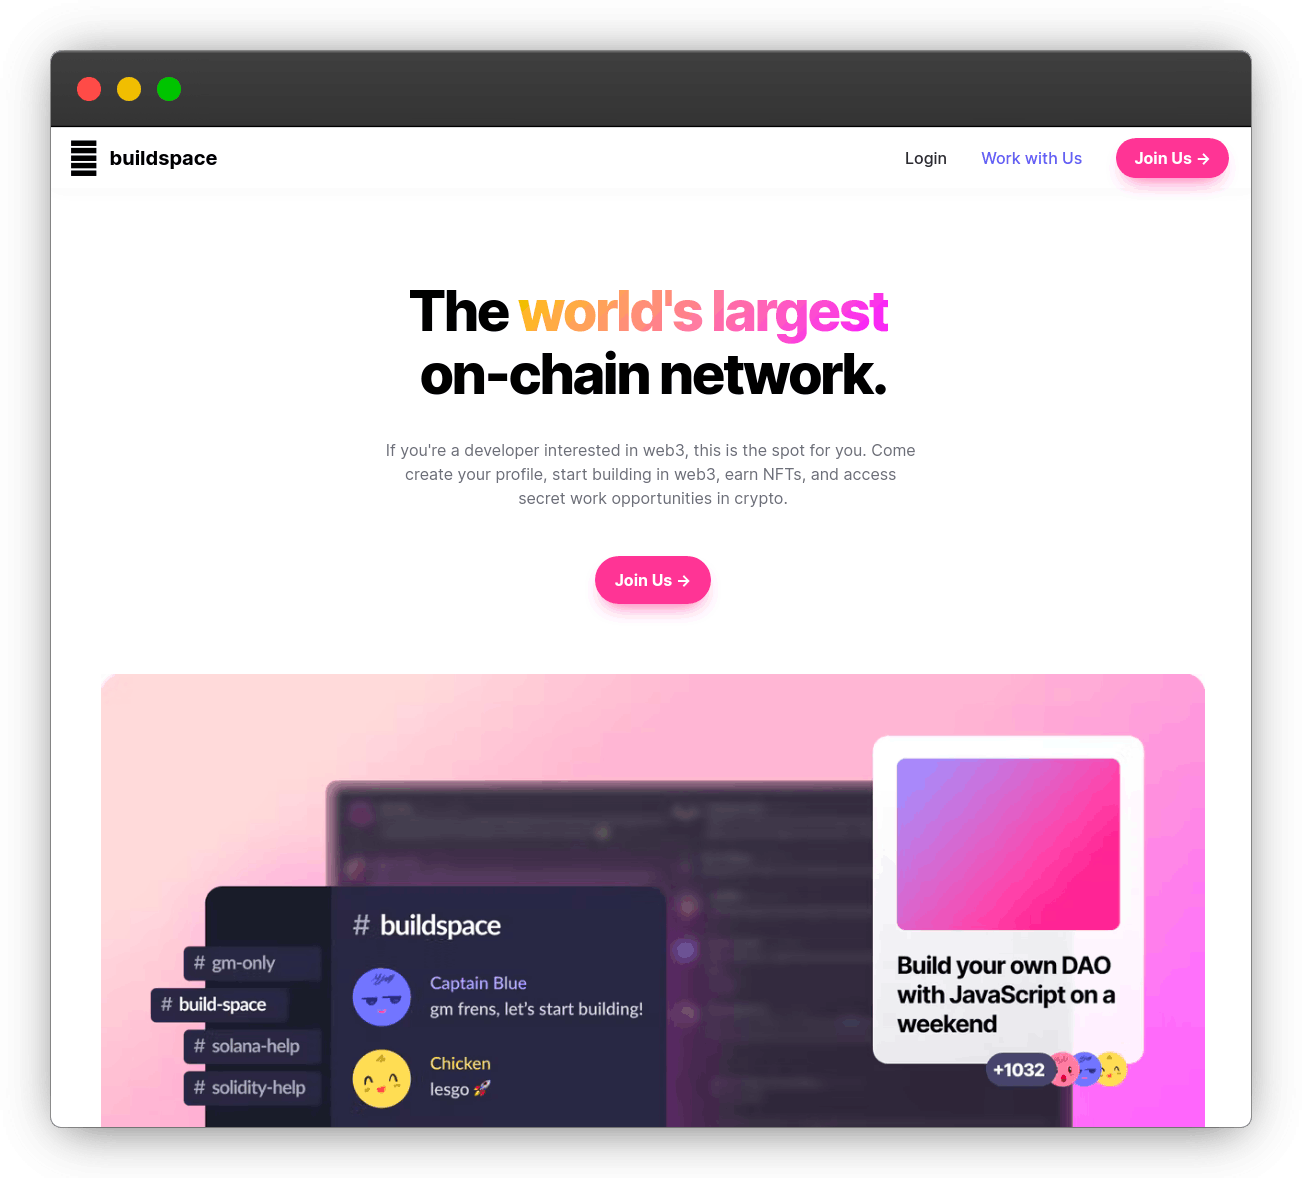 buildspace
Login
Work with Us
Join Us →
The world's largest
on-chain network.
If you're a developer interested in web3, this is the spot for you. Come
create your profile, start building in web3, earn NFTs, and access
secret work opportunities in crypto.
Join Us →
# gm-only
# build-space
# solana-help
# solidity-help
# buildspace
Captain Blue
gm frens, let's start building!
Chicken
lesgo 🚀
Build your own DAO
with JavaScript on a
weekend
+1032